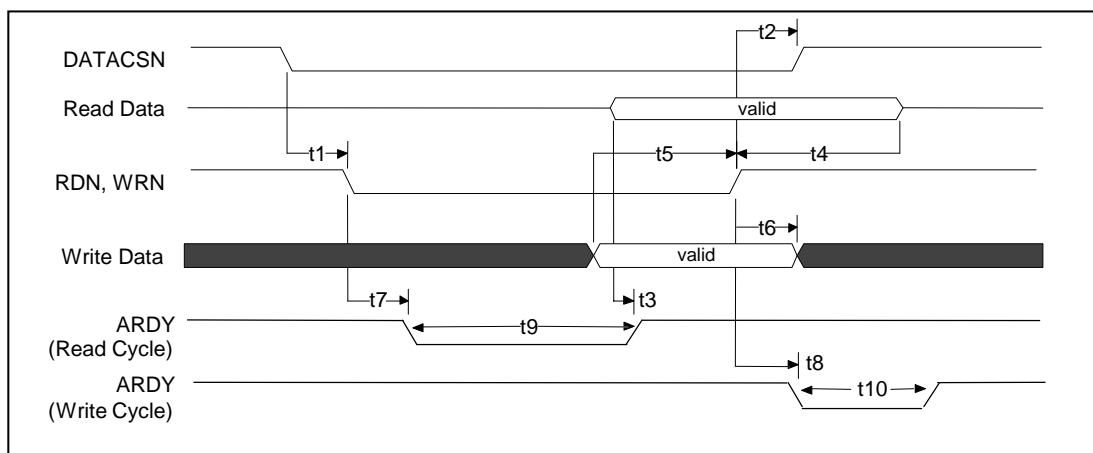 t2
DATACSN
Read Data
valid
t1
t5
t4
RDN, WRN
t6
Write Data
valid
t7
t3
ARDY
t9
(Read Cycle)
t8
ARDY
t10
(Write Cycle)